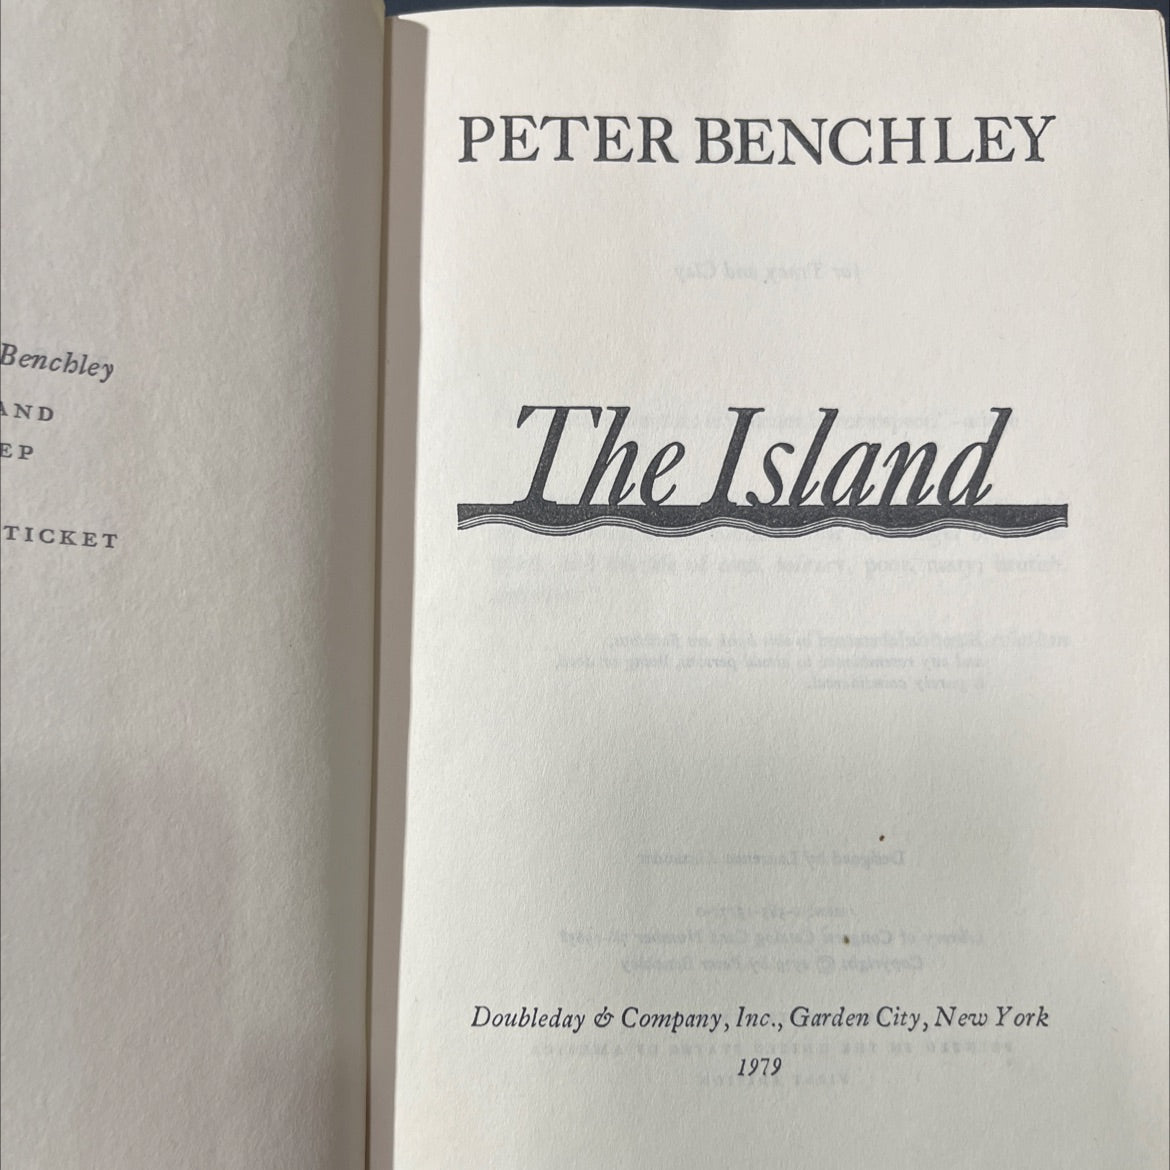 Benchley
AND
EP
TICKET
PETER BENCHLEY
The Island
Doubleday & Company, Inc., Garden City, New York
1979